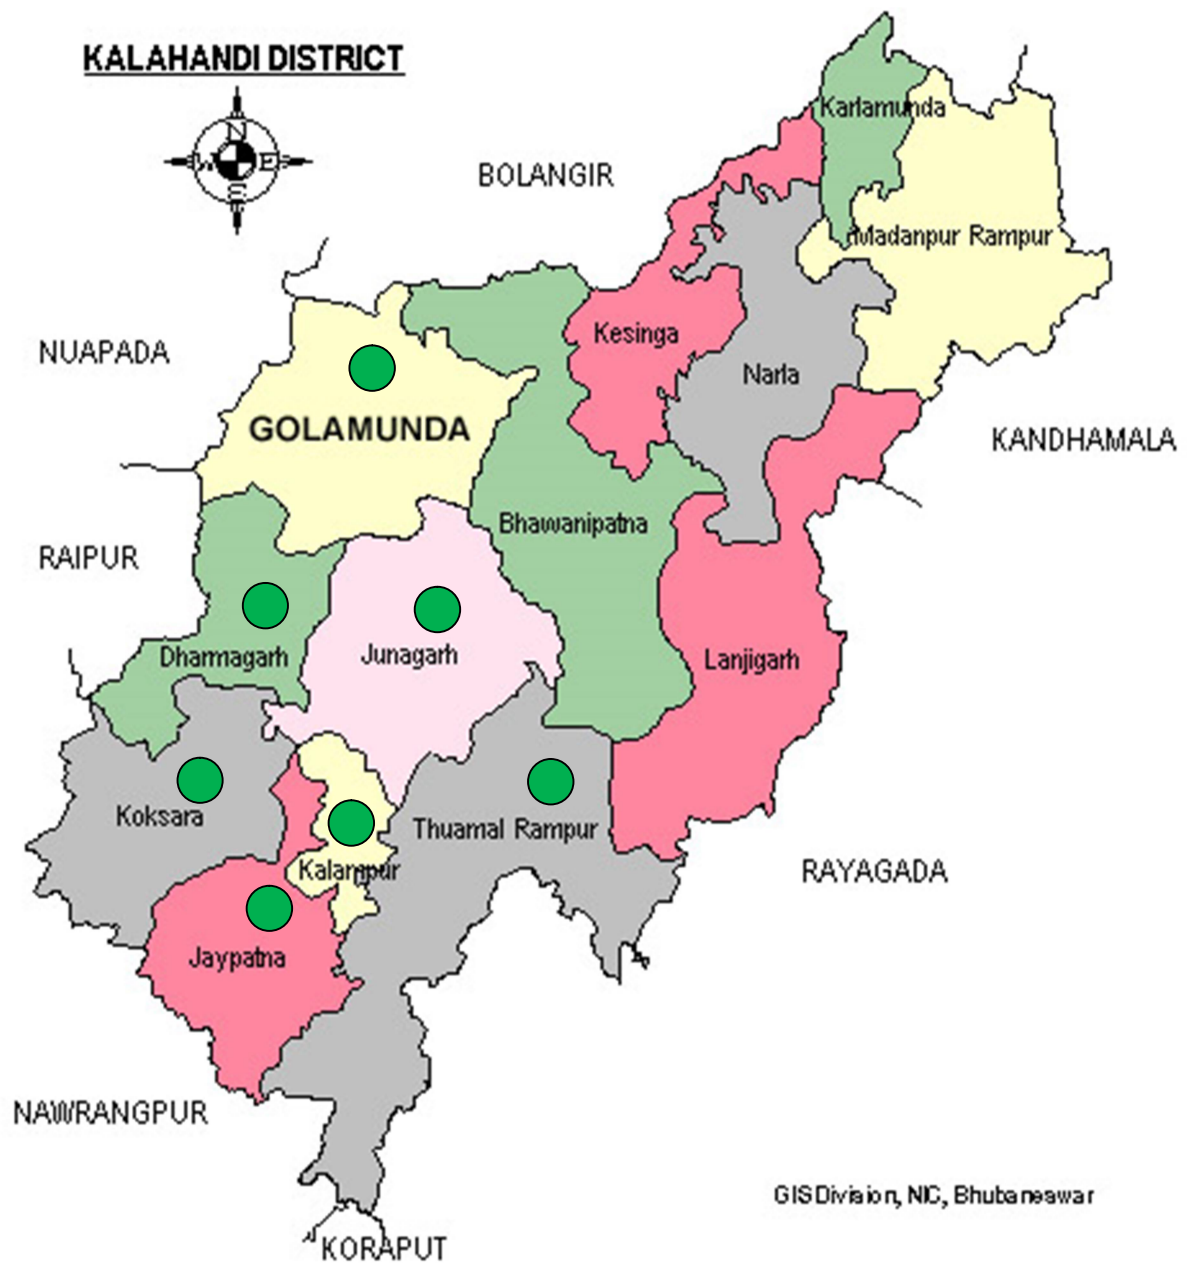 KALAHANDI DISTRICT
N
W E
S
BOLANGIR
Karlamunda
Madanpur Rampur
NUAPADA
Kesinga
Narla
GOLAMUNDA
KANDHAMALA
Bhawanipatna
RAIPUR
Dharmagarh
Junagarh
Lanjigarh
Koksara
Thuamal Rampur
Kalampur
RAYAGADA
Jaypatna
NAWRANGPUR
GIS Division, NIC, Bhubaneswar
KORAPUT